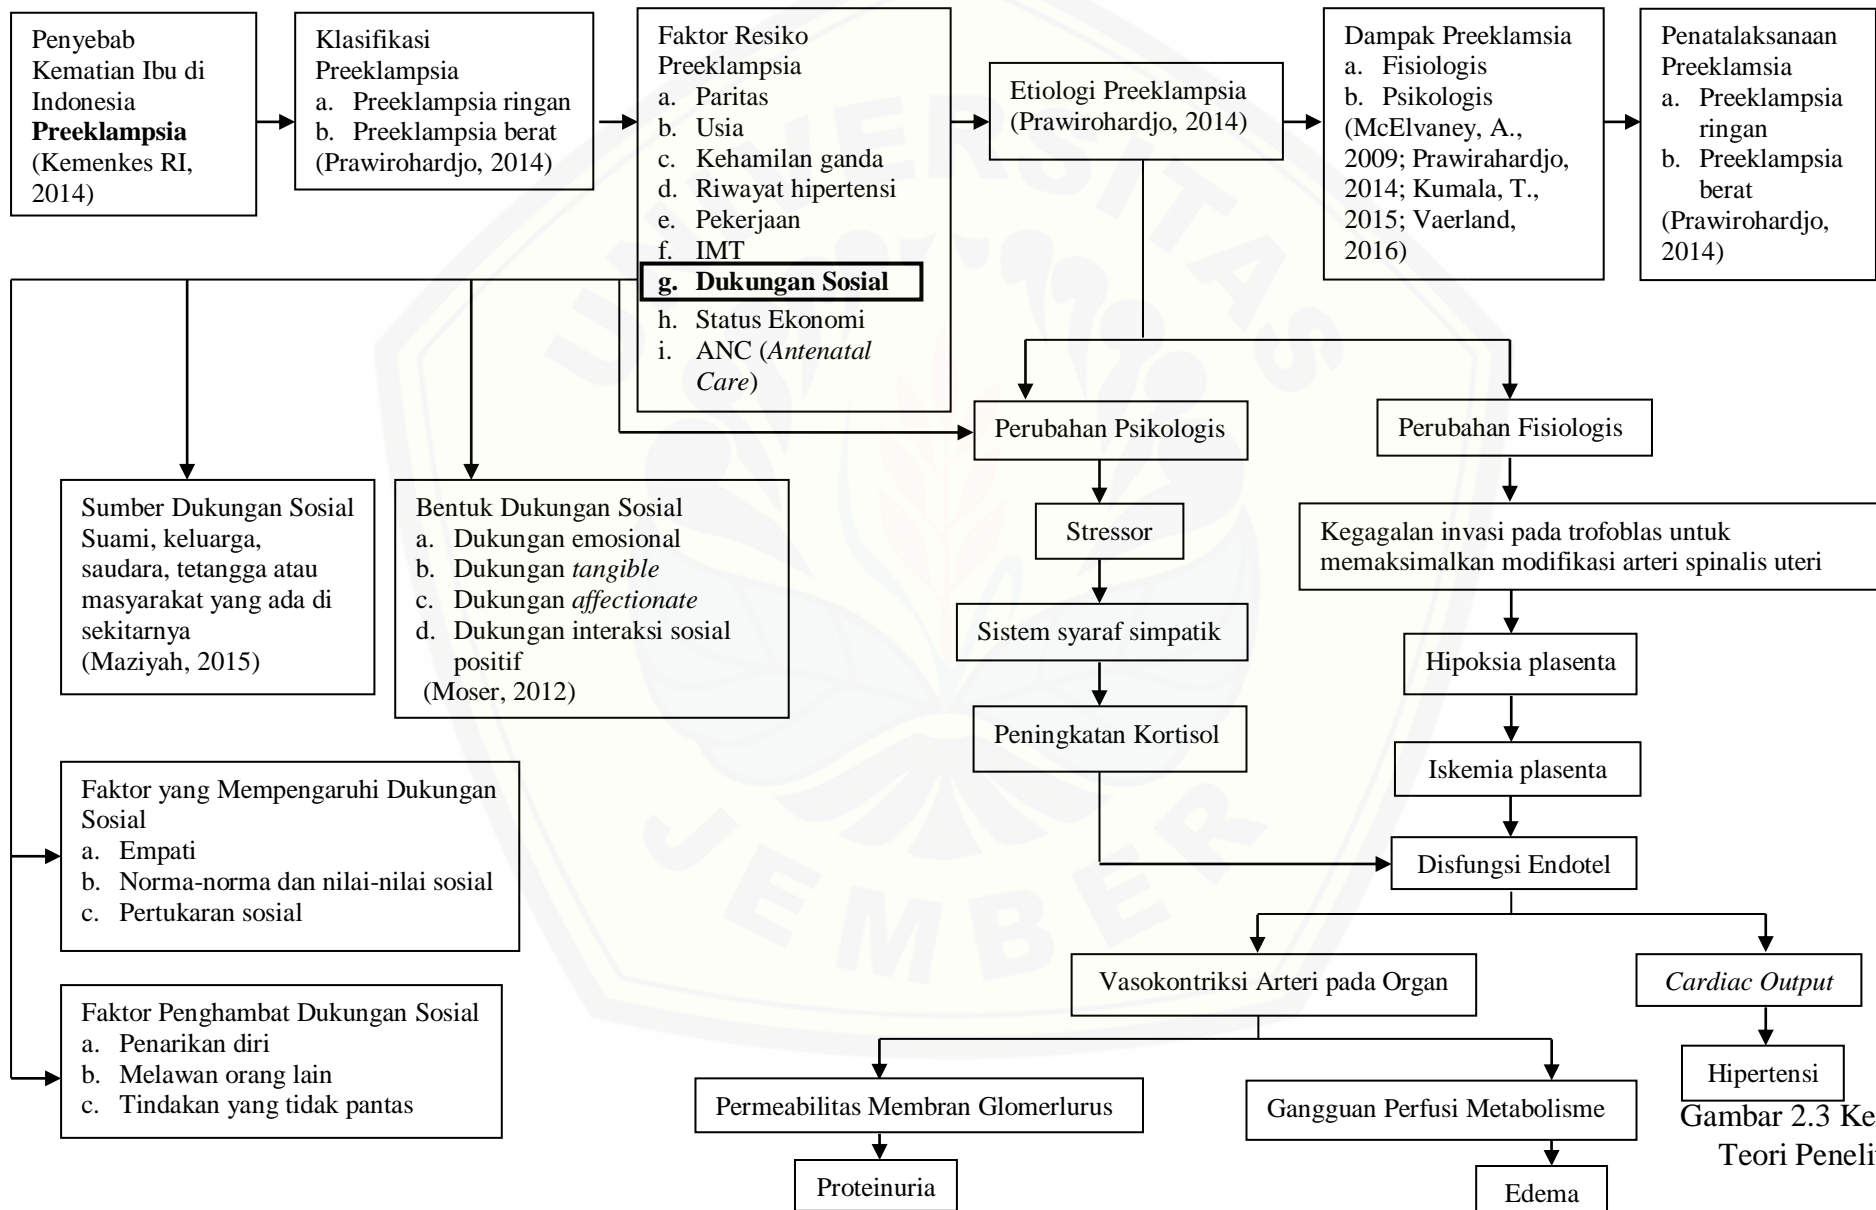 Penyebab
Kematian Ibu di
Indonesia
Preeklampsia
(Kemenkes RI,
2014)
Klasifikasi
Preeklampsia
a. Preeklampsia ringan
b. Preeklampsia berat
(Prawirohardjo, 2014)
Faktor Resiko
Preeklampsia
a. Paritas
b. Usia
c. Kehamilan ganda
d. Riwayat hipertensi
e. Pekerjaan
f. IMT
g. Dukungan Sosial
h. Status Ekonomi
i. ANC (Antenatal
Care)
Etiologi Preeklampsia
(Prawirohardjo, 2014)
Dampak Preeklamsia
a. Fisiologis
b. Psikologis
(McElvaney, A.,
2009; Prawirahardjo,
2014; Kumala, T.,
2015; Vaerland,
2016)
Penatalaksanaan
Preeklamsia
a. Preeklampsia
ringan
b. Preeklampsia
berat
(Prawirohardjo,
2014)
Perubahan Psikologis
Perubahan Fisiologis
Sumber Dukungan Sosial
Suami, keluarga,
saudara, tetangga atau
masyarakat yang ada di
sekitarnya
(Maziyah, 2015)
Bentuk Dukungan Sosial
a. Dukungan emosional
b. Dukungan tangible
c. Dukungan affectionate
d. Dukungan interaksi sosial
positif
(Moser, 2012)
Stressor
Kegagalan invasi pada trofoblas untuk
memaksimalkan modifikasi arteri spinalis uteri
Sistem syaraf simpatik
Hipoksia plasenta
Peningkatan Kortisol
Iskemia plasenta
Faktor yang Mempengaruhi Dukungan
Sosial
a. Empati
b. Norma-norma dan nilai-nilai sosial
c. Pertukaran sosial
Disfungsi Endotel
Vasokontriksi Arteri pada Organ
Cardiac Output
Faktor Penghambat Dukungan Sosial
a. Penarikan diri
b. Melawan orang lain
c. Tindakan yang tidak pantas
Hipertensi
Permeabilitas Membran Glomerlurus
Gangguan Perfusi Metabolisme
Gambar 2.3 Ke
Teori Penelit
Proteinuria
Edema
UNIVERSITAS
JEMBER